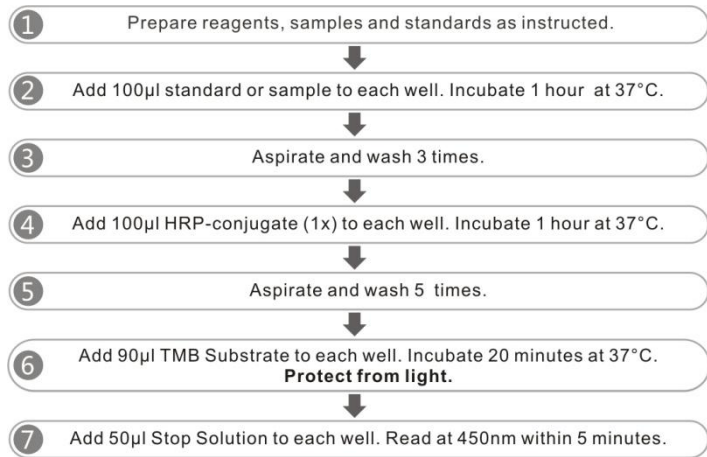 1 Prepare reagents, samples and standards as instructed.
2 Add 100μl standard or sample to each well. Incubate 1 hour at 37°C.
3 Aspirate and wash 3 times.
4 Add 100μl HRP-conjugate (1x) to each well. Incubate 1 hour at 37°C.
5 Aspirate and wash 5 times.
6 Add 90μl TMB Substrate to each well. Incubate 20 minutes at 37°C.
Protect from light.
7 Add 50μl Stop Solution to each well. Read at 450nm within 5 minutes.